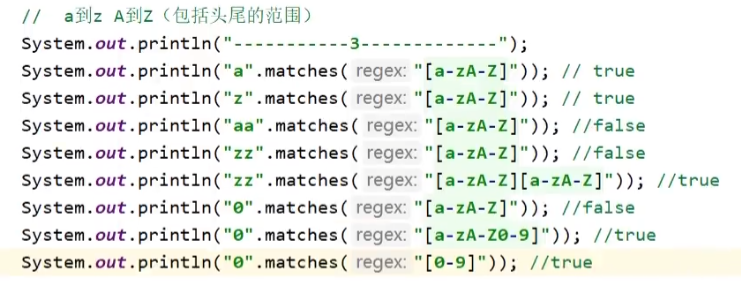 //  a到z A到Z（包括头尾的范围）
System.out.println("-----------3-------------");
System.out.println("a".matches( regex: "[a-zA-Z]")); // true
System.out.println("z".matches( regex: "[a-zA-Z]")); // true
System.out.println("aa".matches( regex: "[a-zA-Z]")); //false
System.out.println("zz".matches( regex: "[a-zA-Z]")); //false
System.out.println("zz".matches( regex: "[a-zA-Z][a-zA-Z]")); //true
System.out.println("0".matches( regex: "[a-zA-Z]")); //false
System.out.println("0".matches( regex: "[a-zA-Z0-9]")); //true
System.out.println("0".matches( regex: "[0-9]")); //true